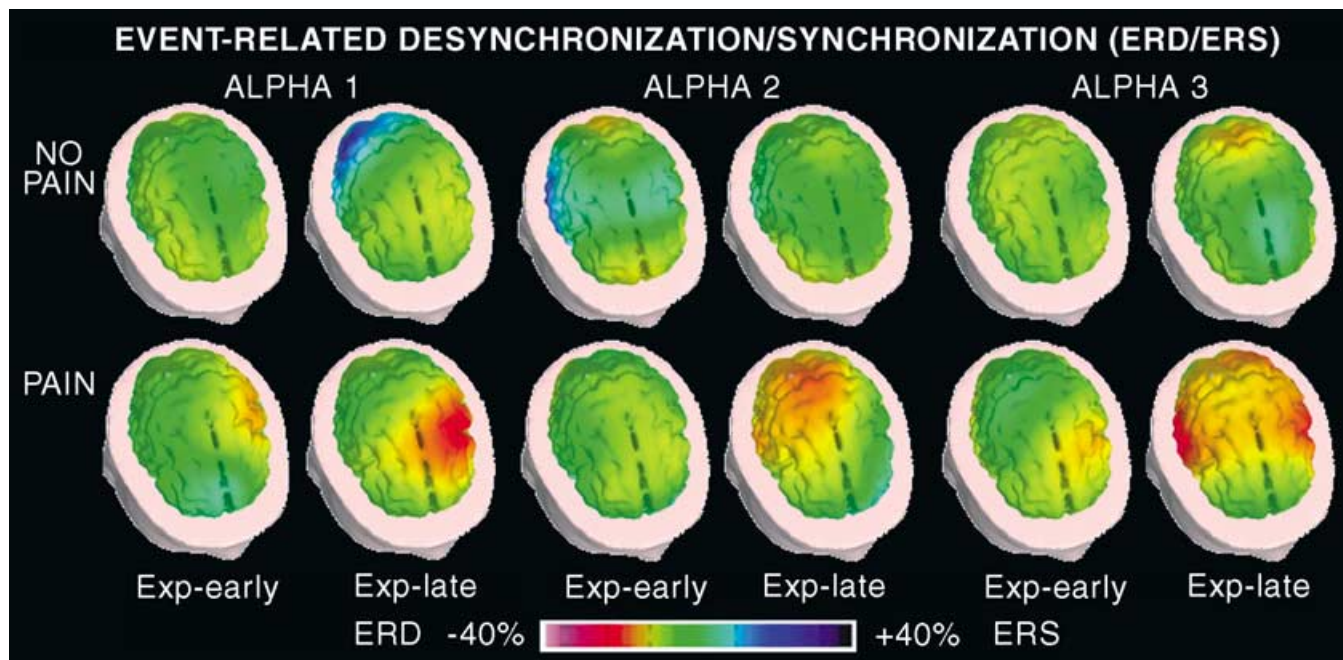 EVENT-RELATED DESYNCHRONIZATION/SYNCHRONIZATION (ERD/ERS)
ALPHA 1 ALPHA 2 ALPHA 3
NO
PAIN
PAIN
Exp-early Exp-late Exp-early Exp-late Exp-early Exp-late
ERD -40% +40% ERS